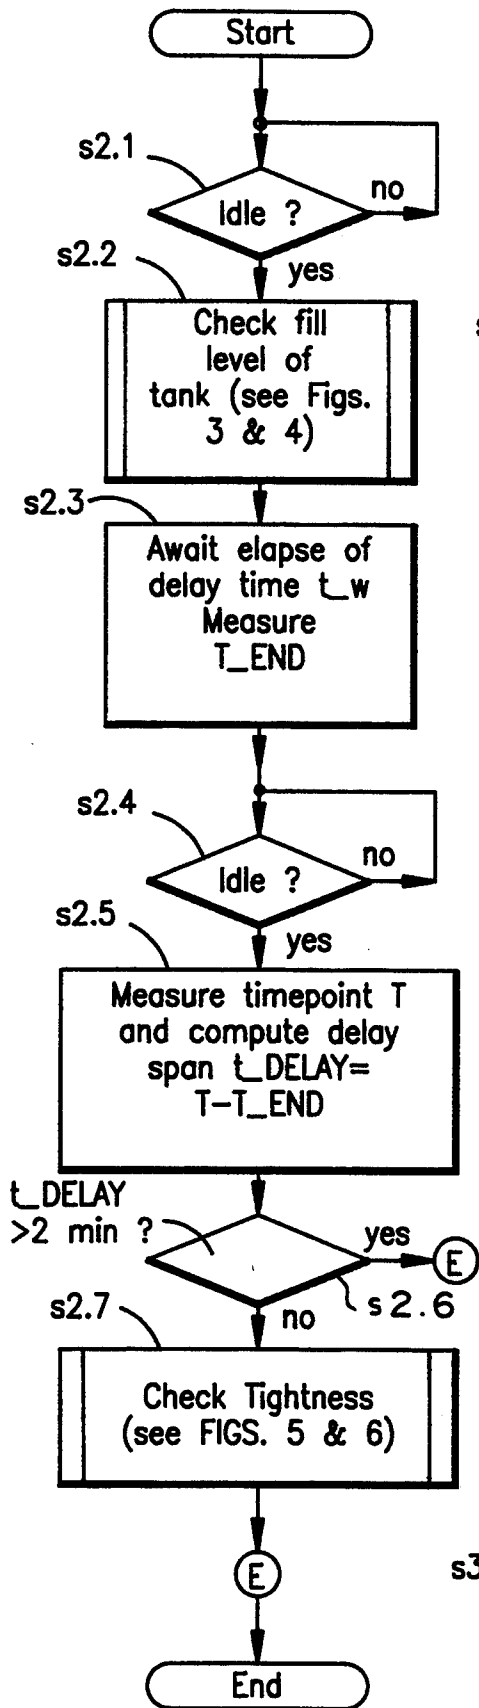 Start
s2.1
Idle ?
no
yes
s2.2
Check fill
level of
tank (see Figs.
3 & 4)
s2.3
Await elapse of
delay time t_w
Measure
T_END
s2.4
Idle ?
no
yes
s2.5
Measure timepoint T
and compute delay
span t_DELAY=
T-T_END
t_DELAY
>2 min ?
yes
E
s2.6
no
s2.7
Check Tightness
(see FIGS. 5 & 6)
E
s3
End